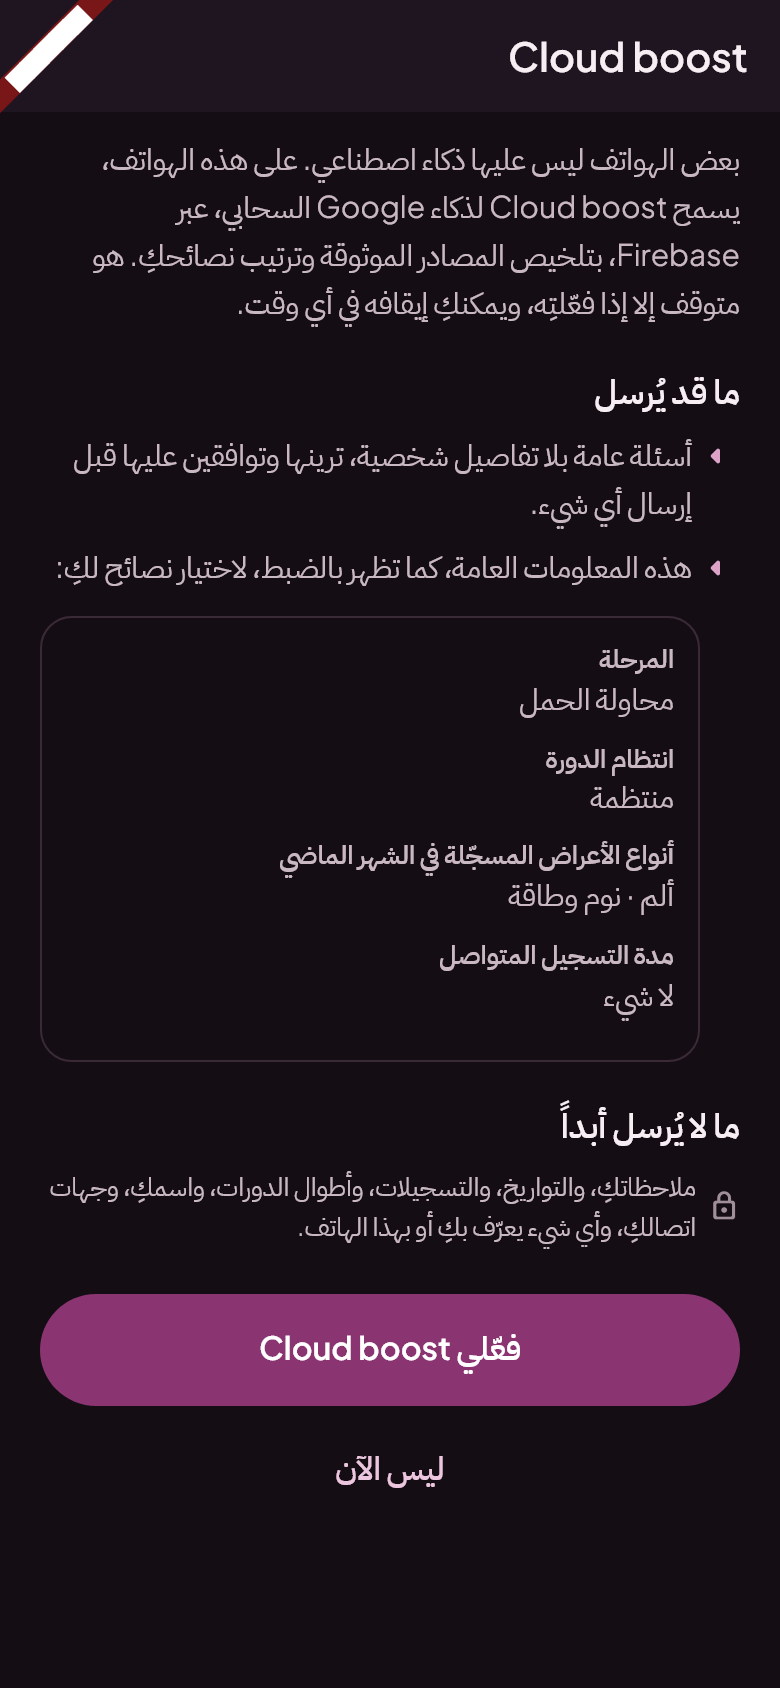 Cloud boost
بعض الهواتف ليس عليها ذكاء اصطناعي. على هذه الهواتف،
يسمح Cloud boost لذكاء Google السحابي، عبر
Firebase، بتلخيص المصادر الموثوقة وترتيب نصائحكِ. هو
متوقف إلا إذا فعّلتِه، ويمكنكِ إيقافه في أي وقت.
ما قد يُرسل
أسئلة عامة بلا تفاصيل شخصية، ترينها وتوافقين عليها قبل
إرسال أي شيء.
هذه المعلومات العامة، كما تظهر بالضبط، لاختيار نصائح لكِ:
المرحلة
محاولة الحمل
انتظام الدورة
منتظمة
أنواع الأعراض المسجّلة في الشهر الماضي
ألم · نوم وطاقة
مدة التسجيل المتواصل
لا شيء
ما لا يُرسل أبداً
ملاحظاتكِ، والتواريخ، والتسجيلات، وأطوال الدورات، واسمكِ، وجهات
اتصالكِ، وأي شيء يعرّف بكِ أو بهذا الهاتف.
فعّلي Cloud boost
ليس الآن